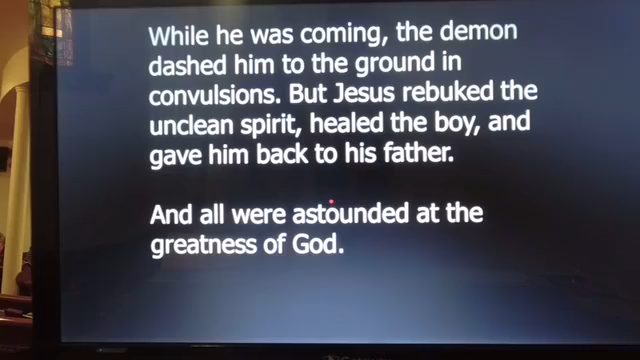 While he was coming, the demon
dashed him to the ground in
convulsions. But Jesus rebuked the
unclean spirit, healed the boy, and
gave him back to his father.
And all were astounded at the
greatness of God.